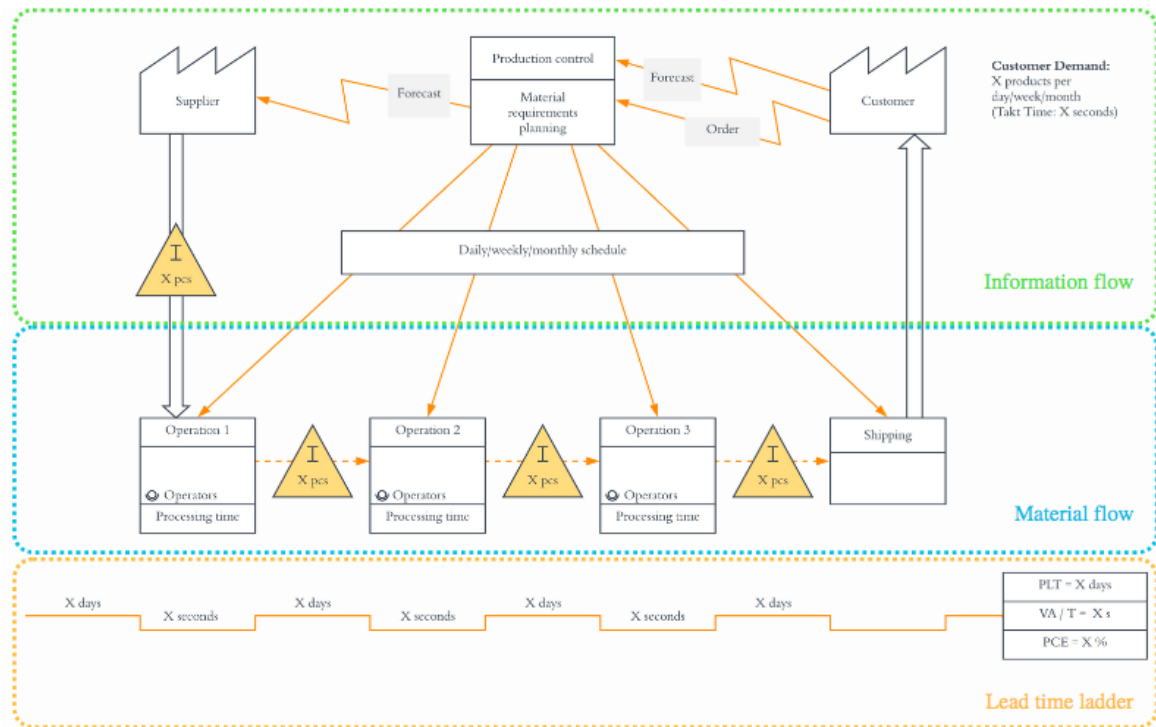 Supplier
Forecast
Production control
Material
requirements
planning
Forecast
Order
Customer
Customer Demand:
X products per
day/week/month
(Takt Time: X seconds)
I
X pcs
Daily/weekly/monthly schedule
Information flow
Operation 1
Operators
Processing time
I
X pcs
Operation 2
Operators
Processing time
I
X pcs
Operation 3
Operators
Processing time
I
X pcs
Shipping
Material flow
X days
X seconds
X days
X seconds
X days
X seconds
X days
PLT = X days
VA / T = X s
PCE = X %
Lead time ladder